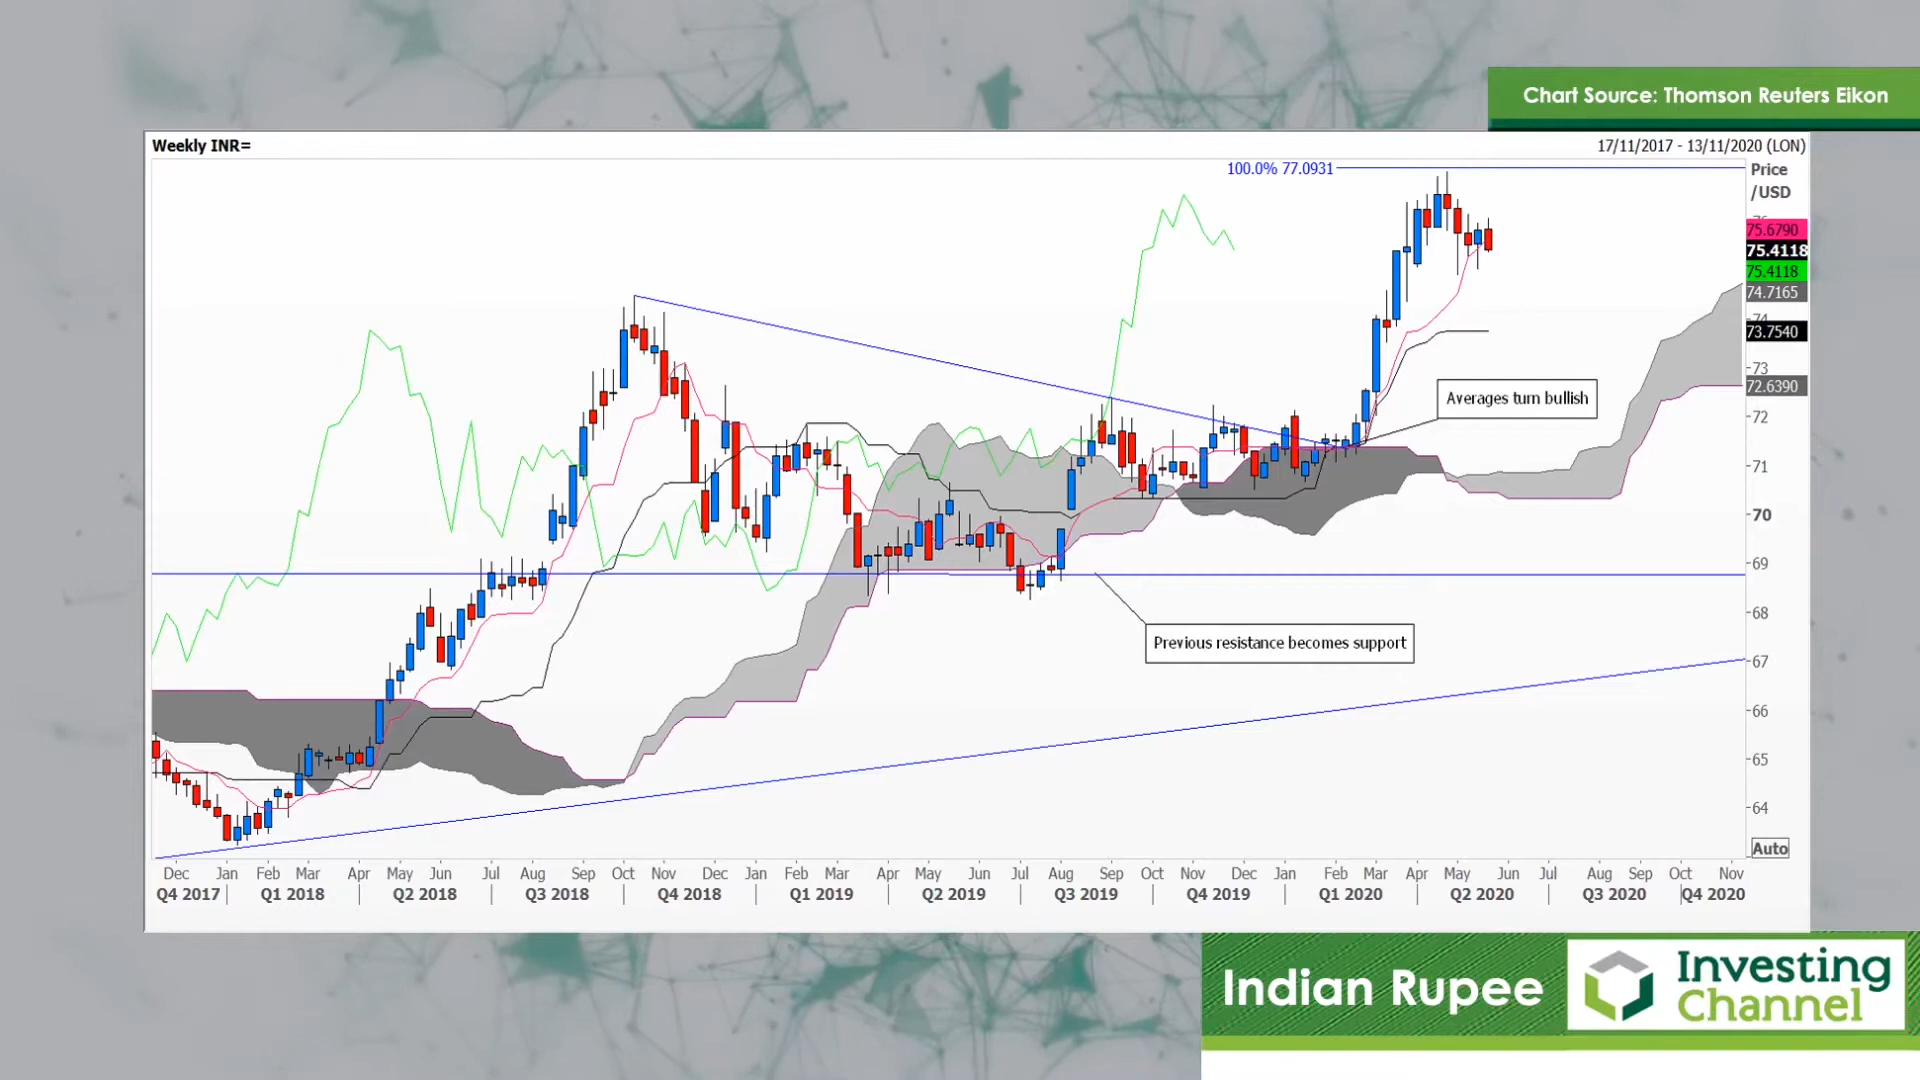 Chart Source: Thomson Reuters Eikon
Weekly INR=
17/11/2017 - 13/11/2020 (LON)
100.0% 77.0931
Price
/USD
75.6790
75.4118
75.4118
74.7165
74
73.7540
73
72.6390
72
Averages turn bullish
71
70
69
68
Previous resistance becomes support
67
66
65
64
Auto
Dec Jan Feb Mar Apr May Jun Jul Aug Sep Oct Nov Dec Jan Feb Mar Apr May Jun Jul Aug Sep Oct Nov Dec Jan Feb Mar Apr May Jun Jul Aug Sep Oct Nov
Q4 2017 Q1 2018 Q2 2018 Q3 2018 Q4 2018 Q1 2019 Q2 2019 Q3 2019 Q4 2019 Q1 2020 Q2 2020 Q3 2020 Q4 2020
Indian Rupee
Investing
Channel